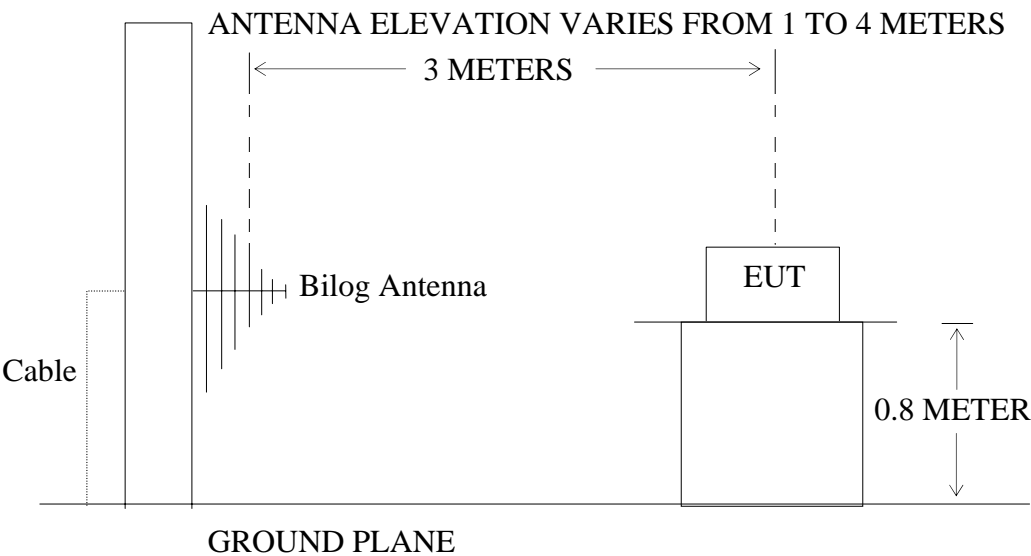 ANTENNA ELEVATION VARIES FROM 1 TO 4 METERS
3 METERS
Bilog Antenna
EUT
Cable
0.8 METER
GROUND PLANE